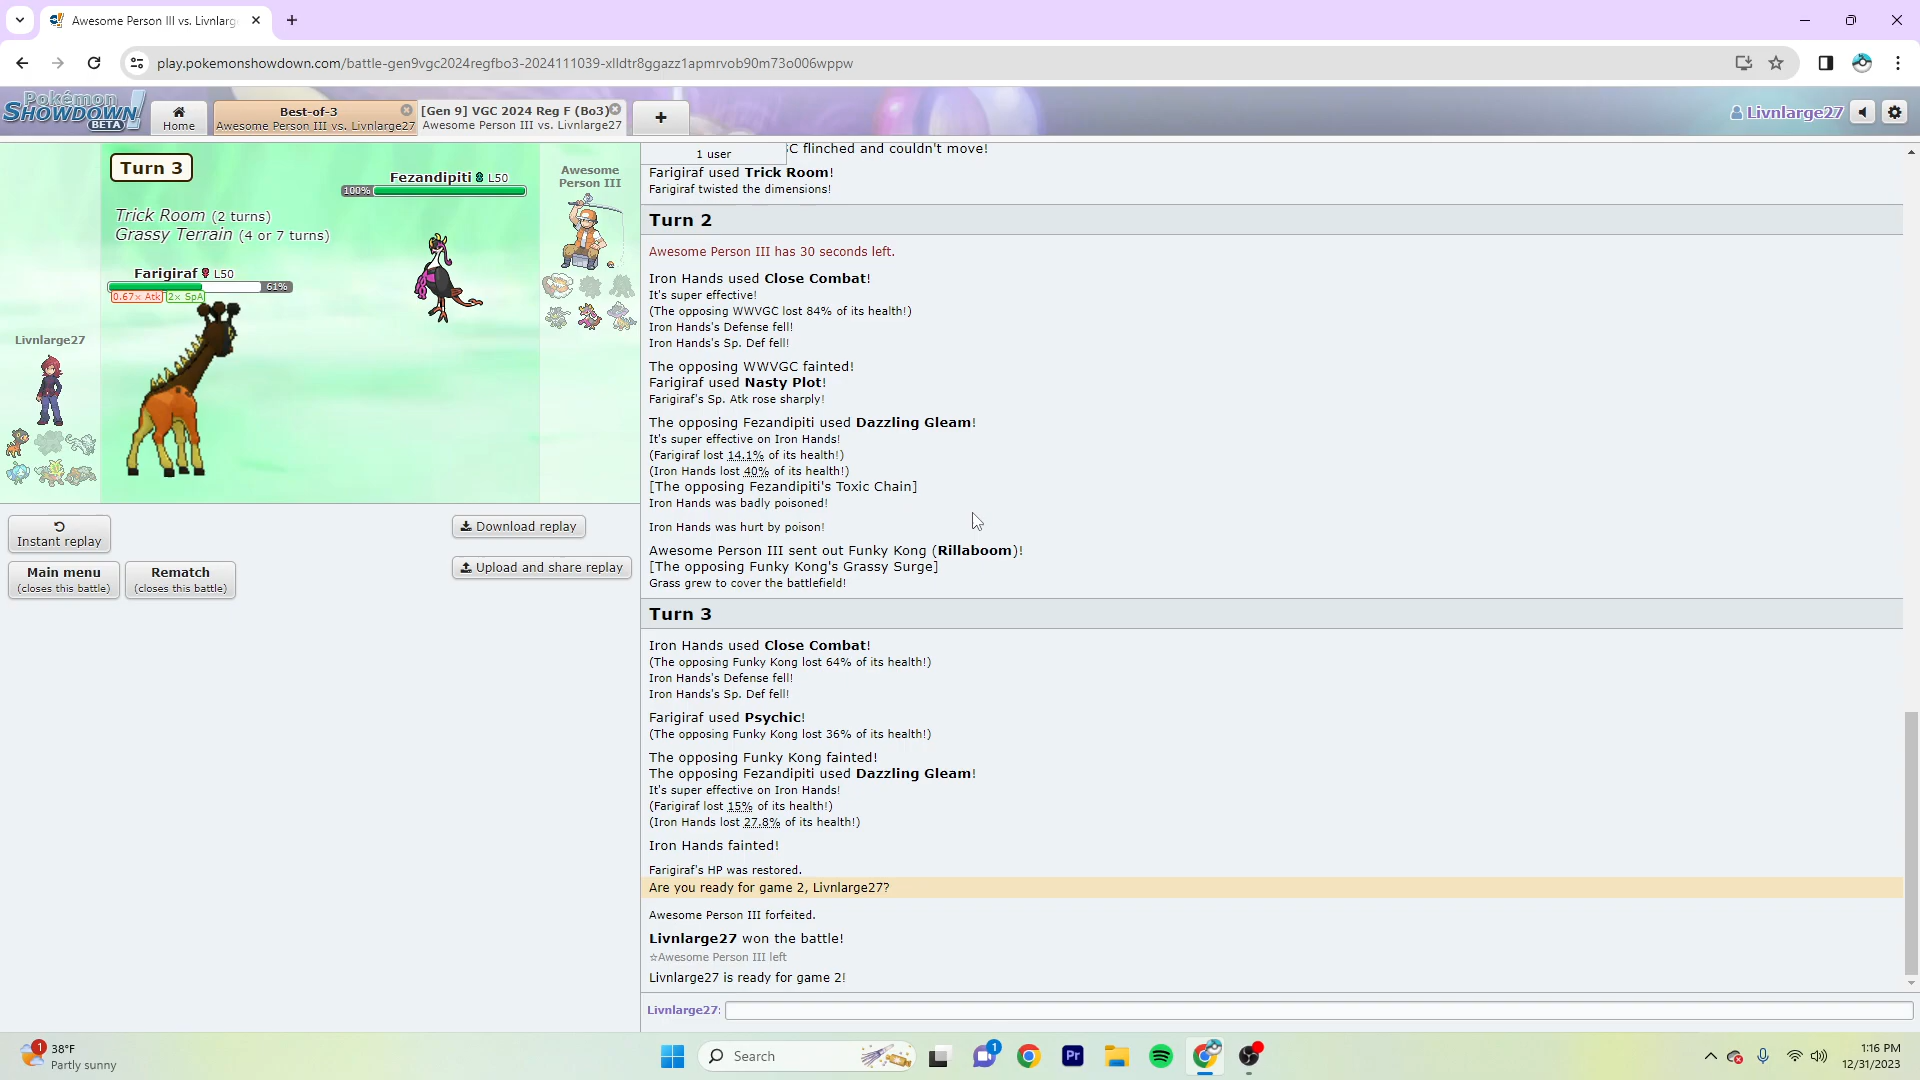 Awesome Person III vs. Livnlarg
play.pokemonshowdown.com/battle-gen9vgc2024regfbo3-2024111039-xlldtr8ggazz1apmrvob90m73o006wppw
Pokémon
SHOWDOWN!
BETA
Home
Best-of-3
Awesome Person III vs. Livnlarge27
[Gen 9] VGC 2024 Reg F (Bo3)
Awesome Person III vs. Livnlarge27
Livnlarge27
Turn 3
Trick Room (2 turns)
Grassy Terrain (4 or 7 turns)
Fezandipiti L50
100%
Awesome
Person III
Farigiraf L50
61%
0.67× Atk 2× SpA
Livnlarge27
Instant replay
Download replay
Upload and share replay
Main menu
(closes this battle)
Rematch
(closes this battle)
1 user
C flinched and couldn't move!
Farigiraf used Trick Room!
Farigiraf twisted the dimensions!
Turn 2
Awesome Person III has 30 seconds left.
Iron Hands used Close Combat!
It's super effective!
(The opposing WWVGC lost 84% of its health!)
Iron Hands's Defense fell!
Iron Hands's Sp. Def fell!
The opposing WWVGC fainted!
Farigiraf used Nasty Plot!
Farigiraf's Sp. Atk rose sharply!
The opposing Fezandipiti used Dazzling Gleam!
It's super effective on Iron Hands!
(Farigiraf lost 14.1% of its health!)
(Iron Hands lost 40% of its health!)
[The opposing Fezandipiti's Toxic Chain]
Iron Hands was badly poisoned!
Iron Hands was hurt by poison!
Awesome Person III sent out Funky Kong (Rillaboom)!
[The opposing Funky Kong's Grassy Surge]
Grass grew to cover the battlefield!
Turn 3
Iron Hands used Close Combat!
(The opposing Funky Kong lost 64% of its health!)
Iron Hands's Defense fell!
Iron Hands's Sp. Def fell!
Farigiraf used Psychic!
(The opposing Funky Kong lost 36% of its health!)
The opposing Funky Kong fainted!
The opposing Fezandipiti used Dazzling Gleam!
It's super effective on Iron Hands!
(Farigiraf lost 15% of its health!)
(Iron Hands lost 27.8% of its health!)
Iron Hands fainted!
Farigiraf's HP was restored.
Are you ready for game 2, Livnlarge27?
Awesome Person III forfeited.
Livnlarge27 won the battle!
☆Awesome Person III left
Livnlarge27 is ready for game 2!
Livnlarge27:
1
38°F
Partly sunny
Search
1
Pr
1:16 PM
12/31/2023